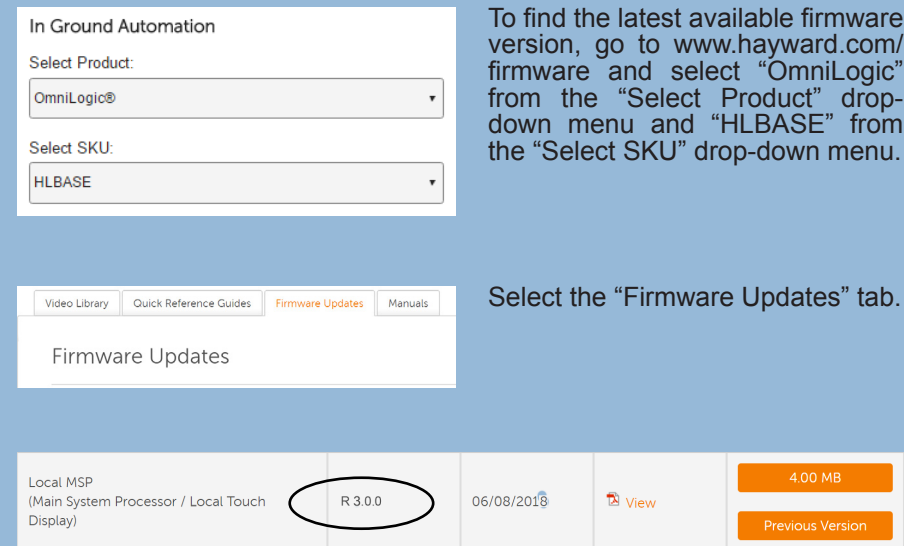 In Ground Automation
Select Product:
OmniLogic®
Select SKU:
HLBASE
To find the latest available firmware
version, go to www.hayward.com/
firmware and select “OmniLogic”
from the “Select Product” drop-
down menu and “HLBASE” from
the “Select SKU” drop-down menu.
Video Library Quick Reference Guides Firmware Updates Manuals
Firmware Updates
Select the “Firmware Updates” tab.
Local MSP
(Main System Processor / Local Touch
Display)
R 3.0.0
06/08/2018
View
4.00 MB
Previous Version